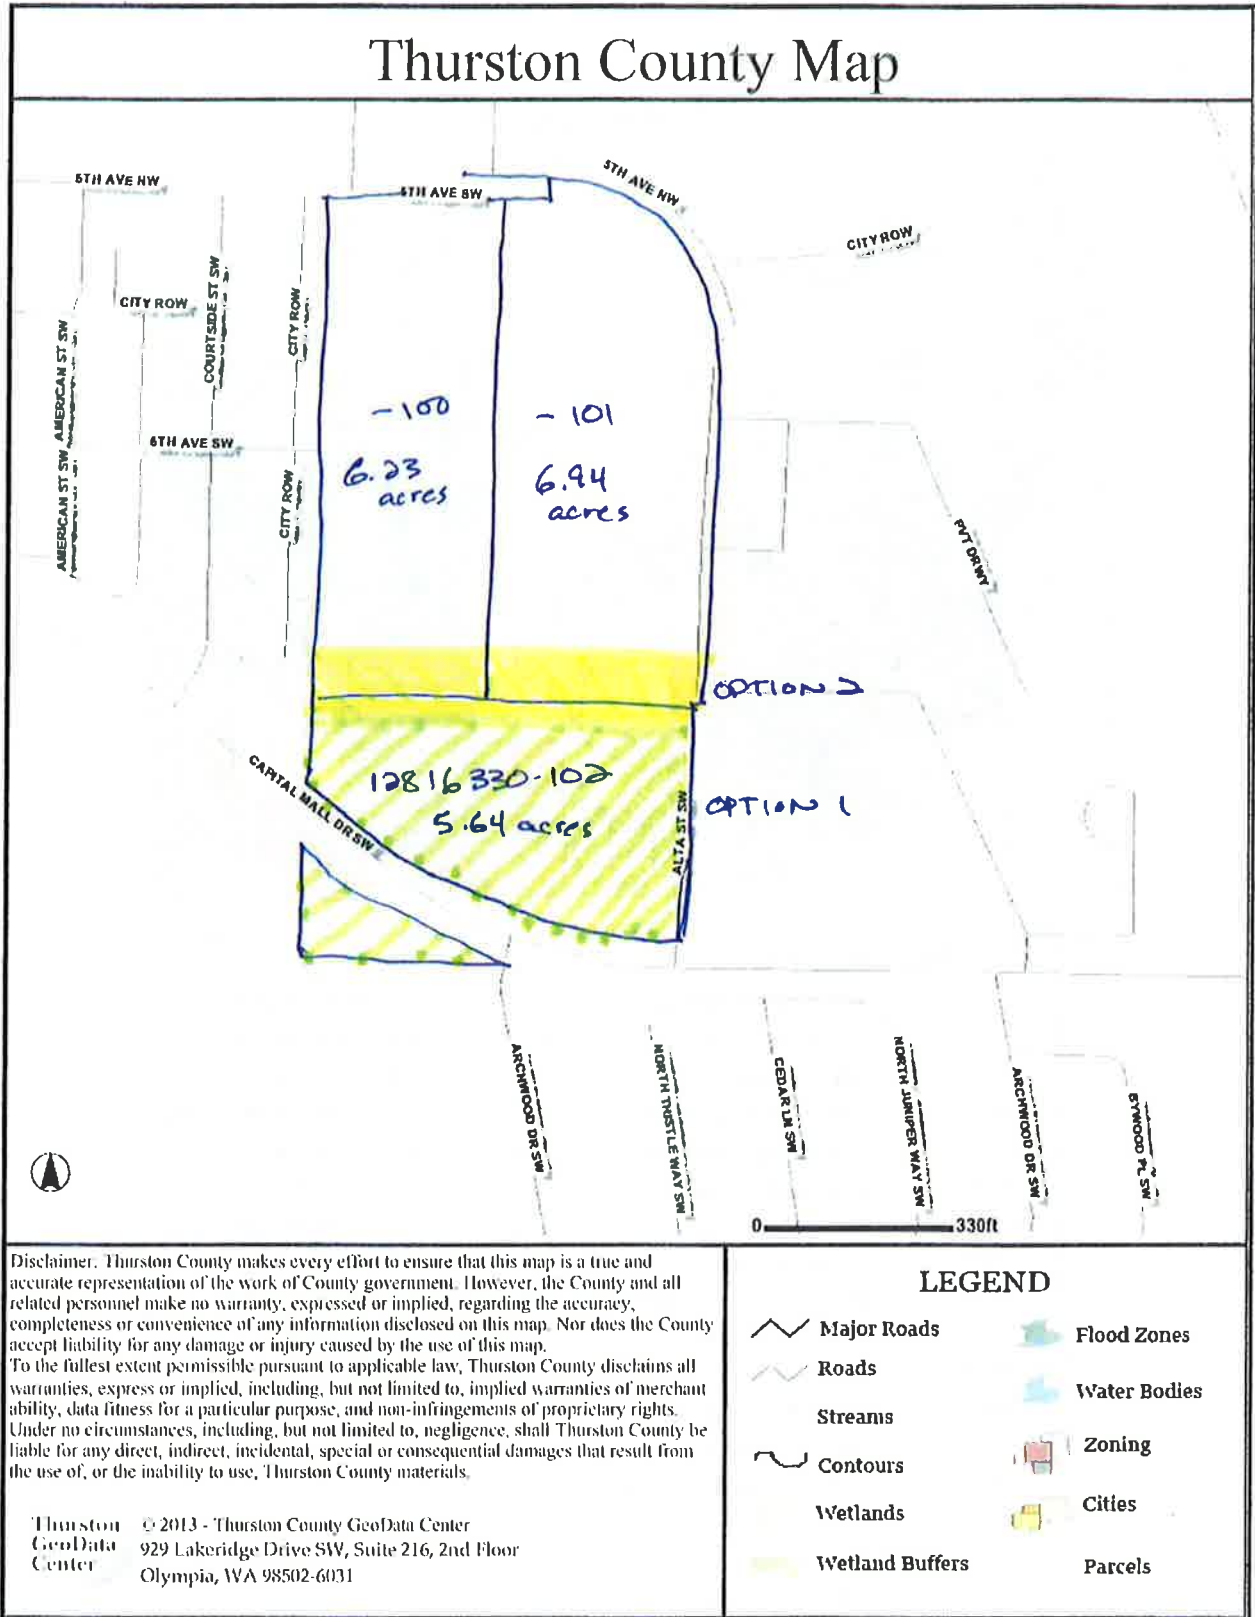 Thurston County Map
5TH AVE NW
5TH AVE SW
5TH AVE NW
CITY ROW
CITY ROW
COURTSIDE ST SW
CITY ROW
AMERICAN ST SW
AMERICAN ST SW
6TH AVE SW
CITY ROW
-100
6.23
acres
-101
6.94
acres
PVT DRWY
OPTION 2
CAPITAL MALL DR SW
12816330-102
5.64 acres
ALTA ST SW
OPTION 1
ARCHWOOD DR SW
NORTH THISTLE WAY SW
CEDAR LN SW
NORTH JUNIPER WAY SW
ARCHWOOD DR SW
BYWOOD PL SW
0 330ft
Disclaimer: Thurston County makes every effort to ensure that this map is a true and
accurate representation of the work of County government. However, the County and all
related personnel make no warranty, expressed or implied, regarding the accuracy,
completeness or convenience of any information disclosed on this map. Nor does the County
accept liability for any damage or injury caused by the use of this map.
To the fullest extent permissible pursuant to applicable law, Thurston County disclaims all
warranties, express or implied, including, but not limited to, implied warranties of merchant
ability, data fitness for a particular purpose, and non-infringements of proprietary rights.
Under no circumstances, including, but not limited to, negligence, shall Thurston County be
liable for any direct, indirect, incidental, special or consequential damages that result from
the use of, or the inability to use, Thurston County materials.
Thurston
GeoData
Center
© 2013 - Thurston County GeoData Center
929 Lakeridge Drive SW, Suite 216, 2nd Floor
Olympia, WA 98502-6031
LEGEND
Major Roads
Roads
Streams
Contours
Wetlands
Wetland Buffers
Flood Zones
Water Bodies
Zoning
Cities
Parcels